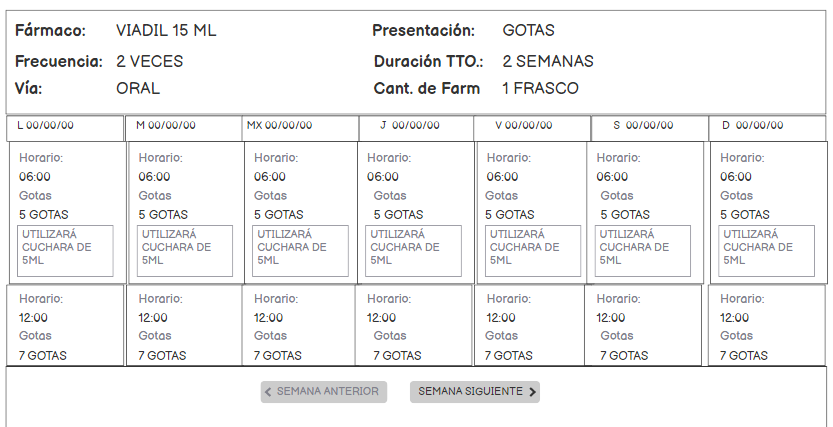 Fármaco: VIADIL 15 ML Presentación: GOTAS
Frecuencia: 2 VECES Duración TTO.: 2 SEMANAS
Vía: ORAL Cant. de Farm 1 FRASCO
L 00/00/00 M 00/00/00 MX 00/00/00 J 00/00/00 V 00/00/00 S 00/00/00 D 00/00/00
Horario: Horario: Horario: Horario: Horario: Horario: Horario:
06:00 06:00 06:00 06:00 06:00 06:00 06:00
Gotas Gotas Gotas Gotas Gotas Gotas Gotas
5 GOTAS 5 GOTAS 5 GOTAS 5 GOTAS 5 GOTAS 5 GOTAS 5 GOTAS
UTILIZARÁ UTILIZARÁ UTILIZARÁ UTILIZARÁ UTILIZARÁ UTILIZARÁ UTILIZARÁ
CUCHARA DE CUCHARA DE CUCHARA DE CUCHARA DE CUCHARA DE CUCHARA DE CUCHARA DE
5ML 5ML 5ML 5ML 5ML 5ML 5ML
Horario: Horario: Horario: Horario: Horario: Horario: Horario:
12:00 12:00 12:00 12:00 12:00 12:00 12:00
Gotas Gotas Gotas Gotas Gotas Gotas Gotas
7 GOTAS 7 GOTAS 7 GOTAS 7 GOTAS 7 GOTAS 7 GOTAS 7 GOTAS
SEMANA ANTERIOR SEMANA SIGUIENTE